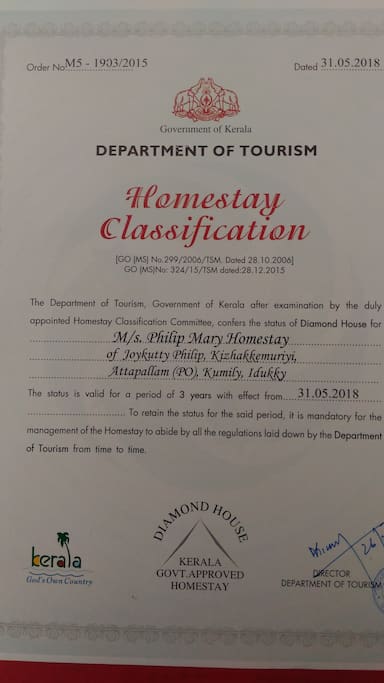 Order No:M5 - 1903/2015
Dated 31.05.2018
Government of Kerala
DEPARTMENT OF TOURISM
Homestay
Classification
[GO (MS) No.299/2006/TSM. Dated 28.10.2006]
GO (MS)No: 324/15/TSM dated:28.12.2015
The Department of Tourism, Government of Kerala after examination by the duly
appointed Homestay Classification Committee, confers the status of Diamond House for
M/s. Philip Mary Homestay
of Joykutty Philip, Kizhakkemuriyi,
Attapallam (PO), Kumily, Idukky
The status is valid for a period of 3 years with effect from 31.05.2018
To retain the status for the said period, it is mandatory for the
management of the Homestay to abide by all the regulations laid down by the Department
of Tourism from time to time.
DIAMOND HOUSE
KERALA
GOVT.APPROVED
HOMESTAY
kerala
God's Own Country
26
DIRECTOR
DEPARTMENT OF TOURISM